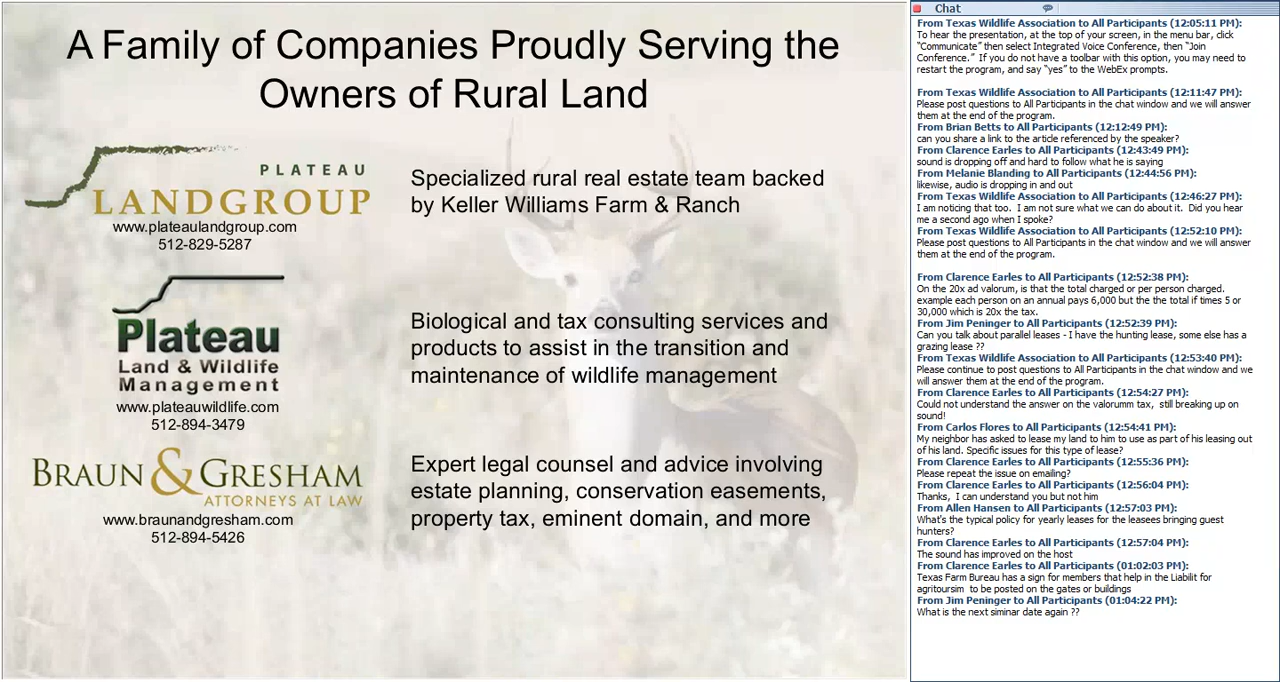 A Family of Companies Proudly Serving the
Owners of Rural Land
PLATEAU
LANDGROUP
www.plateaulandgroup.com
512-829-5287
Specialized rural real estate team backed
by Keller Williams Farm & Ranch
Plateau
Land & Wildlife
Management
www.plateauwildlife.com
512-894-3479
Biological and tax consulting services and
products to assist in the transition and
maintenance of wildlife management
BRAUN & GRESHAM
ATTORNEYS AT LAW
www.braunandgresham.com
512-894-5426
Expert legal counsel and advice involving
estate planning, conservation easements,
property tax, eminent domain, and more
Chat
From Texas Wildlife Association to All Participants (12:05:11 PM):
To hear the presentation, at the top of your screen, in the menu bar, click
“Communicate” then select Integrated Voice Conference, then “Join
Conference.”  If you do not have a toolbar with this option, you may need to
restart the program, and say “yes” to the WebEx prompts.
From Texas Wildlife Association to All Participants (12:11:47 PM):
Please post questions to All Participants in the chat window and we will answer
them at the end of the program.
From Brian Betts to All Participants (12:12:49 PM):
can you share a link to the article referenced by the speaker?
From Clarence Earles to All Participants (12:43:49 PM):
sound is dropping off and hard to follow what he is saying
From Melanie Blanding to All Participants (12:44:56 PM):
likewise, audio is dropping in and out
From Texas Wildlife Association to All Participants (12:46:27 PM):
I am noticing that too.  I am not sure what we can do about it.  Did you hear
me a second ago when I spoke?
From Texas Wildlife Association to All Participants (12:52:10 PM):
Please post questions to All Participants in the chat window and we will answer
them at the end of the program.
From Clarence Earles to All Participants (12:52:38 PM):
On the 20x ad valorum, is that the total charged or per person charged.
example each person on an annual pays 6,000 but the the total if times 5 or
30,000 which is 20x the tax.
From Jim Peninger to All Participants (12:52:39 PM):
Can you talk about parallel leases - I have the hunting lease, some else has a
grazing lease ??
From Texas Wildlife Association to All Participants (12:53:40 PM):
Please continue to post questions to All Participants in the chat window and we
will answer them at the end of the program.
From Clarence Earles to All Participants (12:54:27 PM):
Could not understand the answer on the valorumm tax,  still breaking up on
sound!
From Carlos Flores to All Participants (12:54:41 PM):
My neighbor has asked to lease my land to him to use as part of his leasing out
of his land. Specific issues for this type of lease?
From Clarence Earles to All Participants (12:55:36 PM):
Please repeat the issue on emailing?
From Clarence Earles to All Participants (12:56:04 PM):
Thanks,  I can understand you but not him
From Allen Hansen to All Participants (12:57:03 PM):
What's the typical policy for yearly leases for the leasees bringing guest
hunters?
From Clarence Earles to All Participants (12:57:04 PM):
The sound has improved on the host
From Clarence Earles to All Participants (01:02:03 PM):
Texas Farm Bureau has a sign for members that help in the Liabilit for
agritoursim  to be posted on the gates or buildings
From Jim Peninger to All Participants (01:04:22 PM):
What is the next siminar date again ??